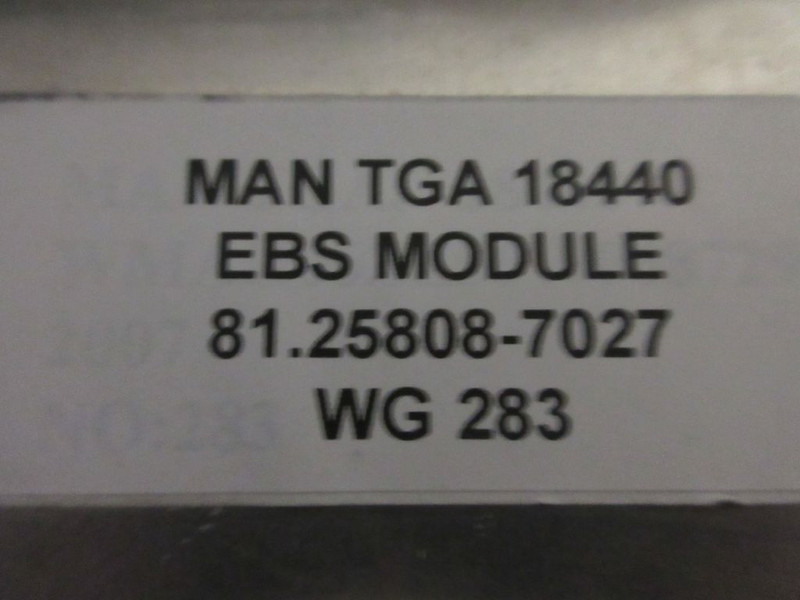 MAN TGA 18440
EBS MODULE
81.25808-7027
WG 283